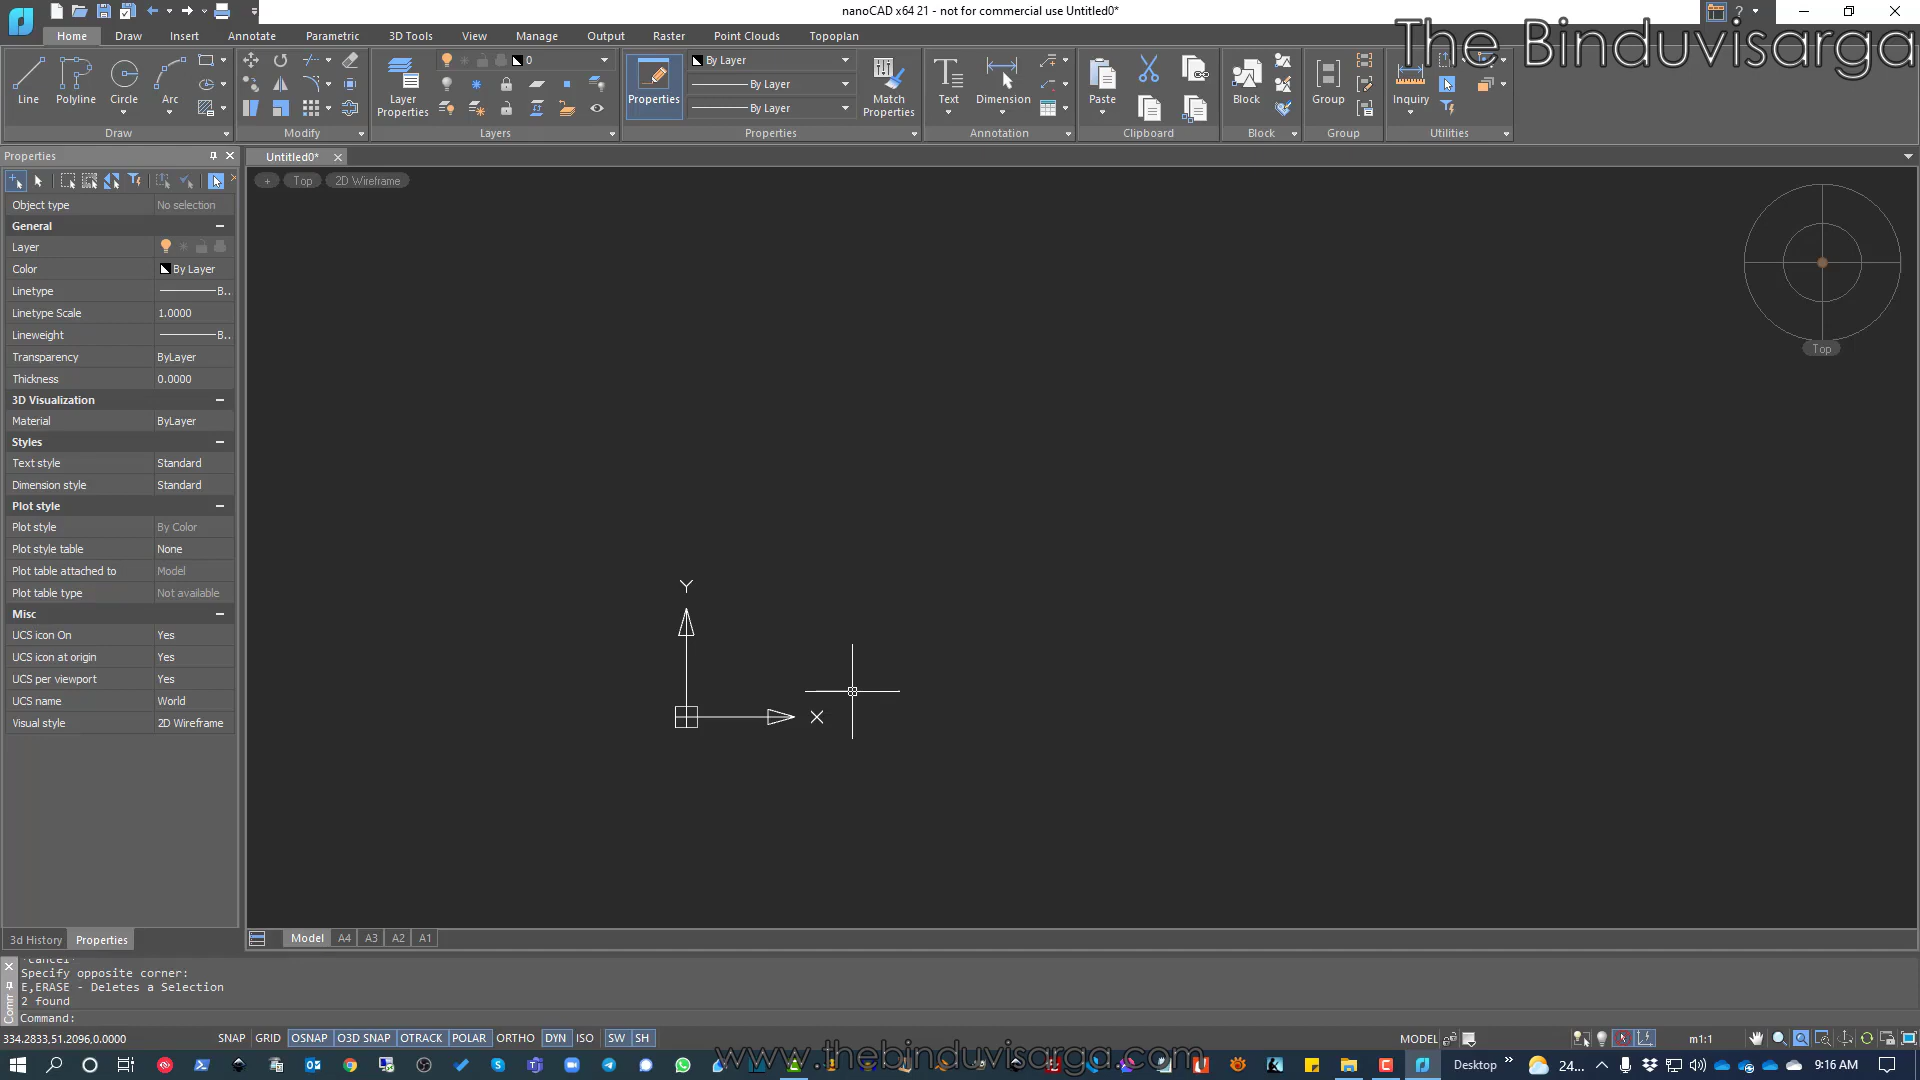 nanoCAD x64 21 - not for commercial use Untitled0*
The Binduvisarga
Home Draw Insert Annotate Parametric 3D Tools View Manage Output Raster Point Clouds Topoplan
0 By Layer
By Layer
By Layer
Line Polyline Circle Arc Layer Properties Properties Match Properties Text Dimension Paste Block Group Inquiry
Draw Modify Layers Properties Annotation Clipboard Block Group Utilities
Properties
Untitled0*
+ Top 2D Wireframe
Object type No selection
General
Layer
Color By Layer
Linetype B..
Linetype Scale 1.0000
Lineweight B..
Transparency ByLayer
Thickness 0.0000
3D Visualization
Material ByLayer
Styles
Text style Standard
Dimension style Standard
Plot style
Plot style By Color
Plot style table None
Plot table attached to Model
Plot table type Not available
Misc
UCS icon On Yes
UCS icon at origin Yes
UCS per viewport Yes
UCS name World
Visual style 2D Wireframe
Top
Y
X
3d History Properties
Model A4 A3 A2 A1
*Cancel*
Specify opposite corner:
E,ERASE - Deletes a Selection
2 found
Command:
334.2833,51.2096,0.0000 SNAP GRID OSNAP O3D SNAP OTRACK POLAR ORTHO DYN ISO SW SH MODEL m1:1
www.thebinduvisarga.com
Desktop 24... 9:16 AM